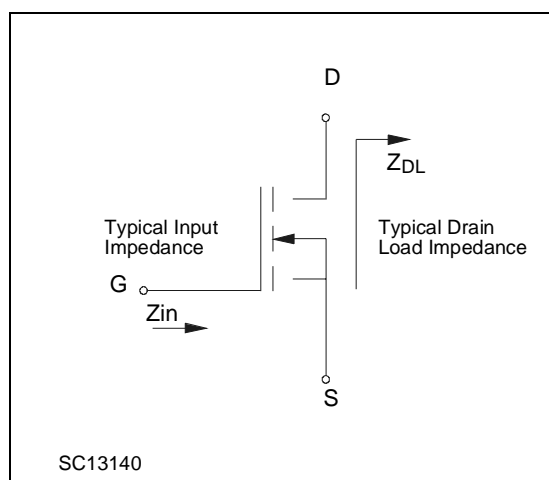 D
ZDL
Typical Input
Impedance
Typical Drain
Load Impedance
G
Zin
S
SC13140